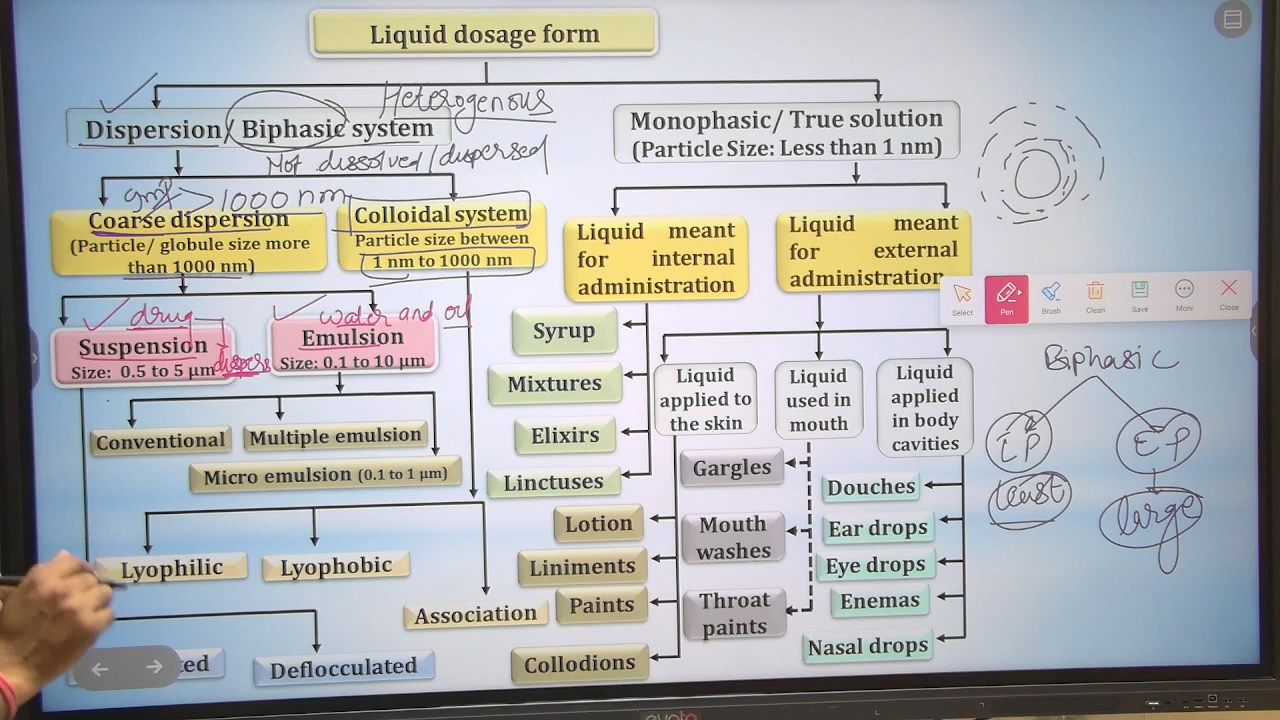 Liquid dosage form
Heterogenous
Dispersion/ Biphasic system
Not dissolved/dispersed
> 1000 nm
Coarse dispersion
(Particle/ globule size more
than 1000 nm)
Colloidal system
Particle size between
1 nm to 1000 nm
drug
Suspension
Size: 0.5 to 5 µm
water and oil
Emulsion
Size: 0.1 to 10 µm
Conventional
Multiple emulsion
Micro emulsion (0.1 to 1 µm)
Lyophilic
Lyophobic
Association
ted
Deflocculated
Monophasic/ True solution
(Particle Size: Less than 1 nm)
Liquid meant
for internal
administration
Liquid meant
for external
administration
Syrup
Mixtures
Elixirs
Linctuses
Liquid
applied to
the skin
Liquid
used in
mouth
Liquid
applied
in body
cavities
Lotion
Liniments
Paints
Collodions
Gargles
Mouth
washes
Throat
paints
Douches
Ear drops
Eye drops
Enemas
Nasal drops
Select
Pen
Brush
Clean
Save
More
Close
Biphasic
IP
EP
least
large